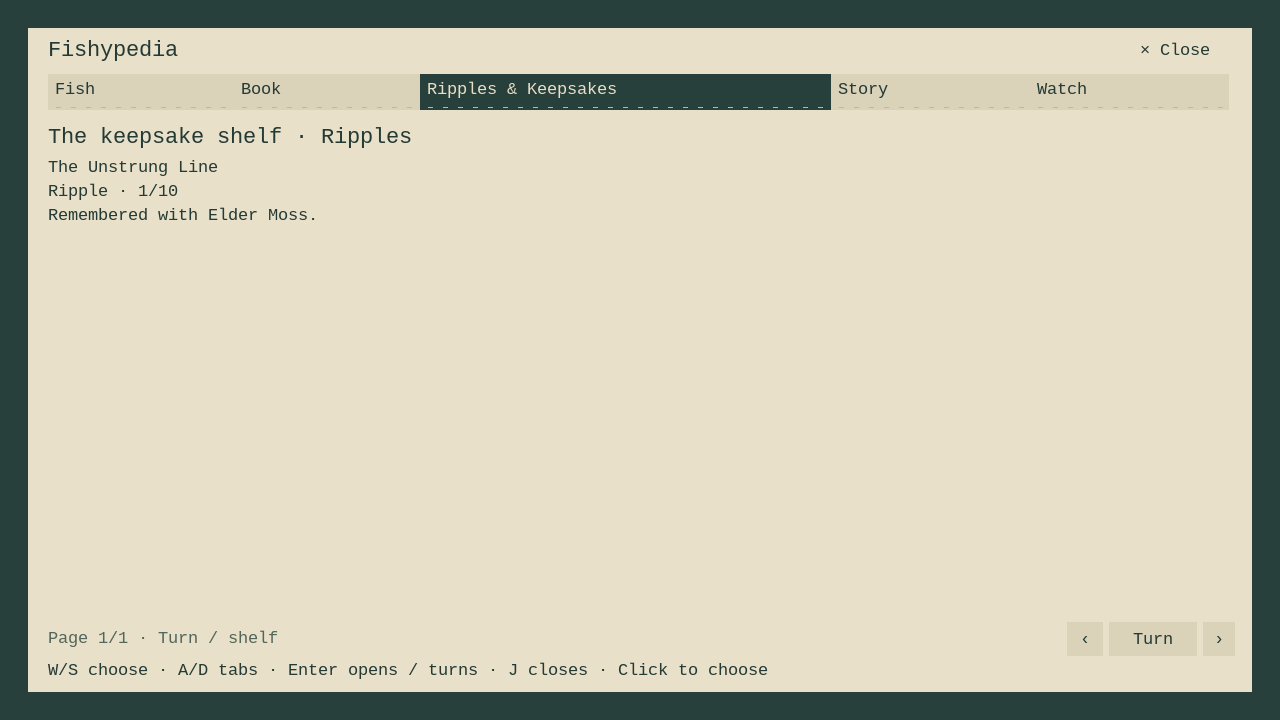 Fishypedia
× Close
Fish Book Ripples & Keepsakes Story Watch
The keepsake shelf · Ripples
The Unstrung Line
Ripple · 1/10
Remembered with Elder Moss.
Page 1/1 · Turn / shelf
‹ Turn ›
W/S choose · A/D tabs · Enter opens / turns · J closes · Click to choose